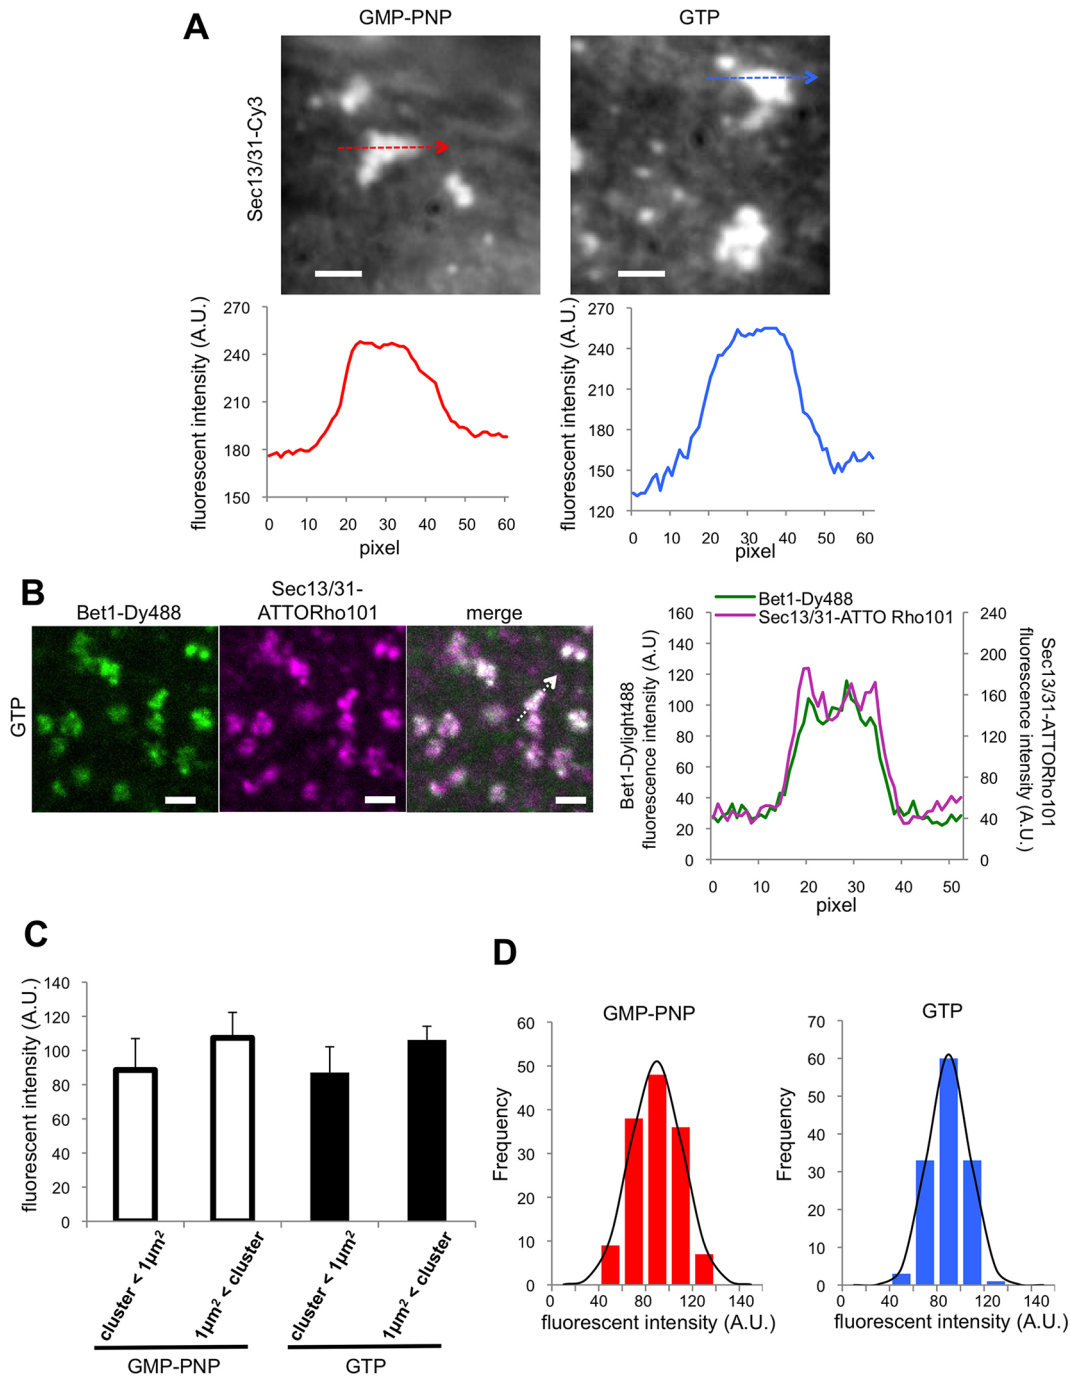 A
GMP-PNP
GTP
Sec13/31-Cy3
fluorescent intensity (A.U.)
270
240
210
180
150
0 10 20 30 40 50 60
pixel
fluorescent intensity (A.U.)
270
240
210
180
150
120
0 10 20 30 40 50 60
pixel
B
Bet1-Dy488
Sec13/31-
ATTORho101
merge
GTP
Bet1-Dy488
Sec13/31-ATTO Rho101
Bet1-Dylight488
fluorescence intensity (A.U)
160
140
120
100
80
60
40
20
0
240
200
160
120
80
40
0
Sec13/31-ATTORho101
fluorescence intensity (A.U.)
0 10 20 30 40 50
pixel
C
fluorescent intensity (A.U.)
140
120
100
80
60
40
20
0
cluster < 1μm²
1μm² < cluster
cluster < 1μm²
1μm² < cluster
GMP-PNP
GTP
D
GMP-PNP
Frequency
60
50
40
30
20
10
0
0 40 80 120 140
fluorescent intensity (A.U.)
GTP
Frequency
70
60
50
40
30
20
10
0
0 40 80 120 140
fluorescent intensity (A.U.)